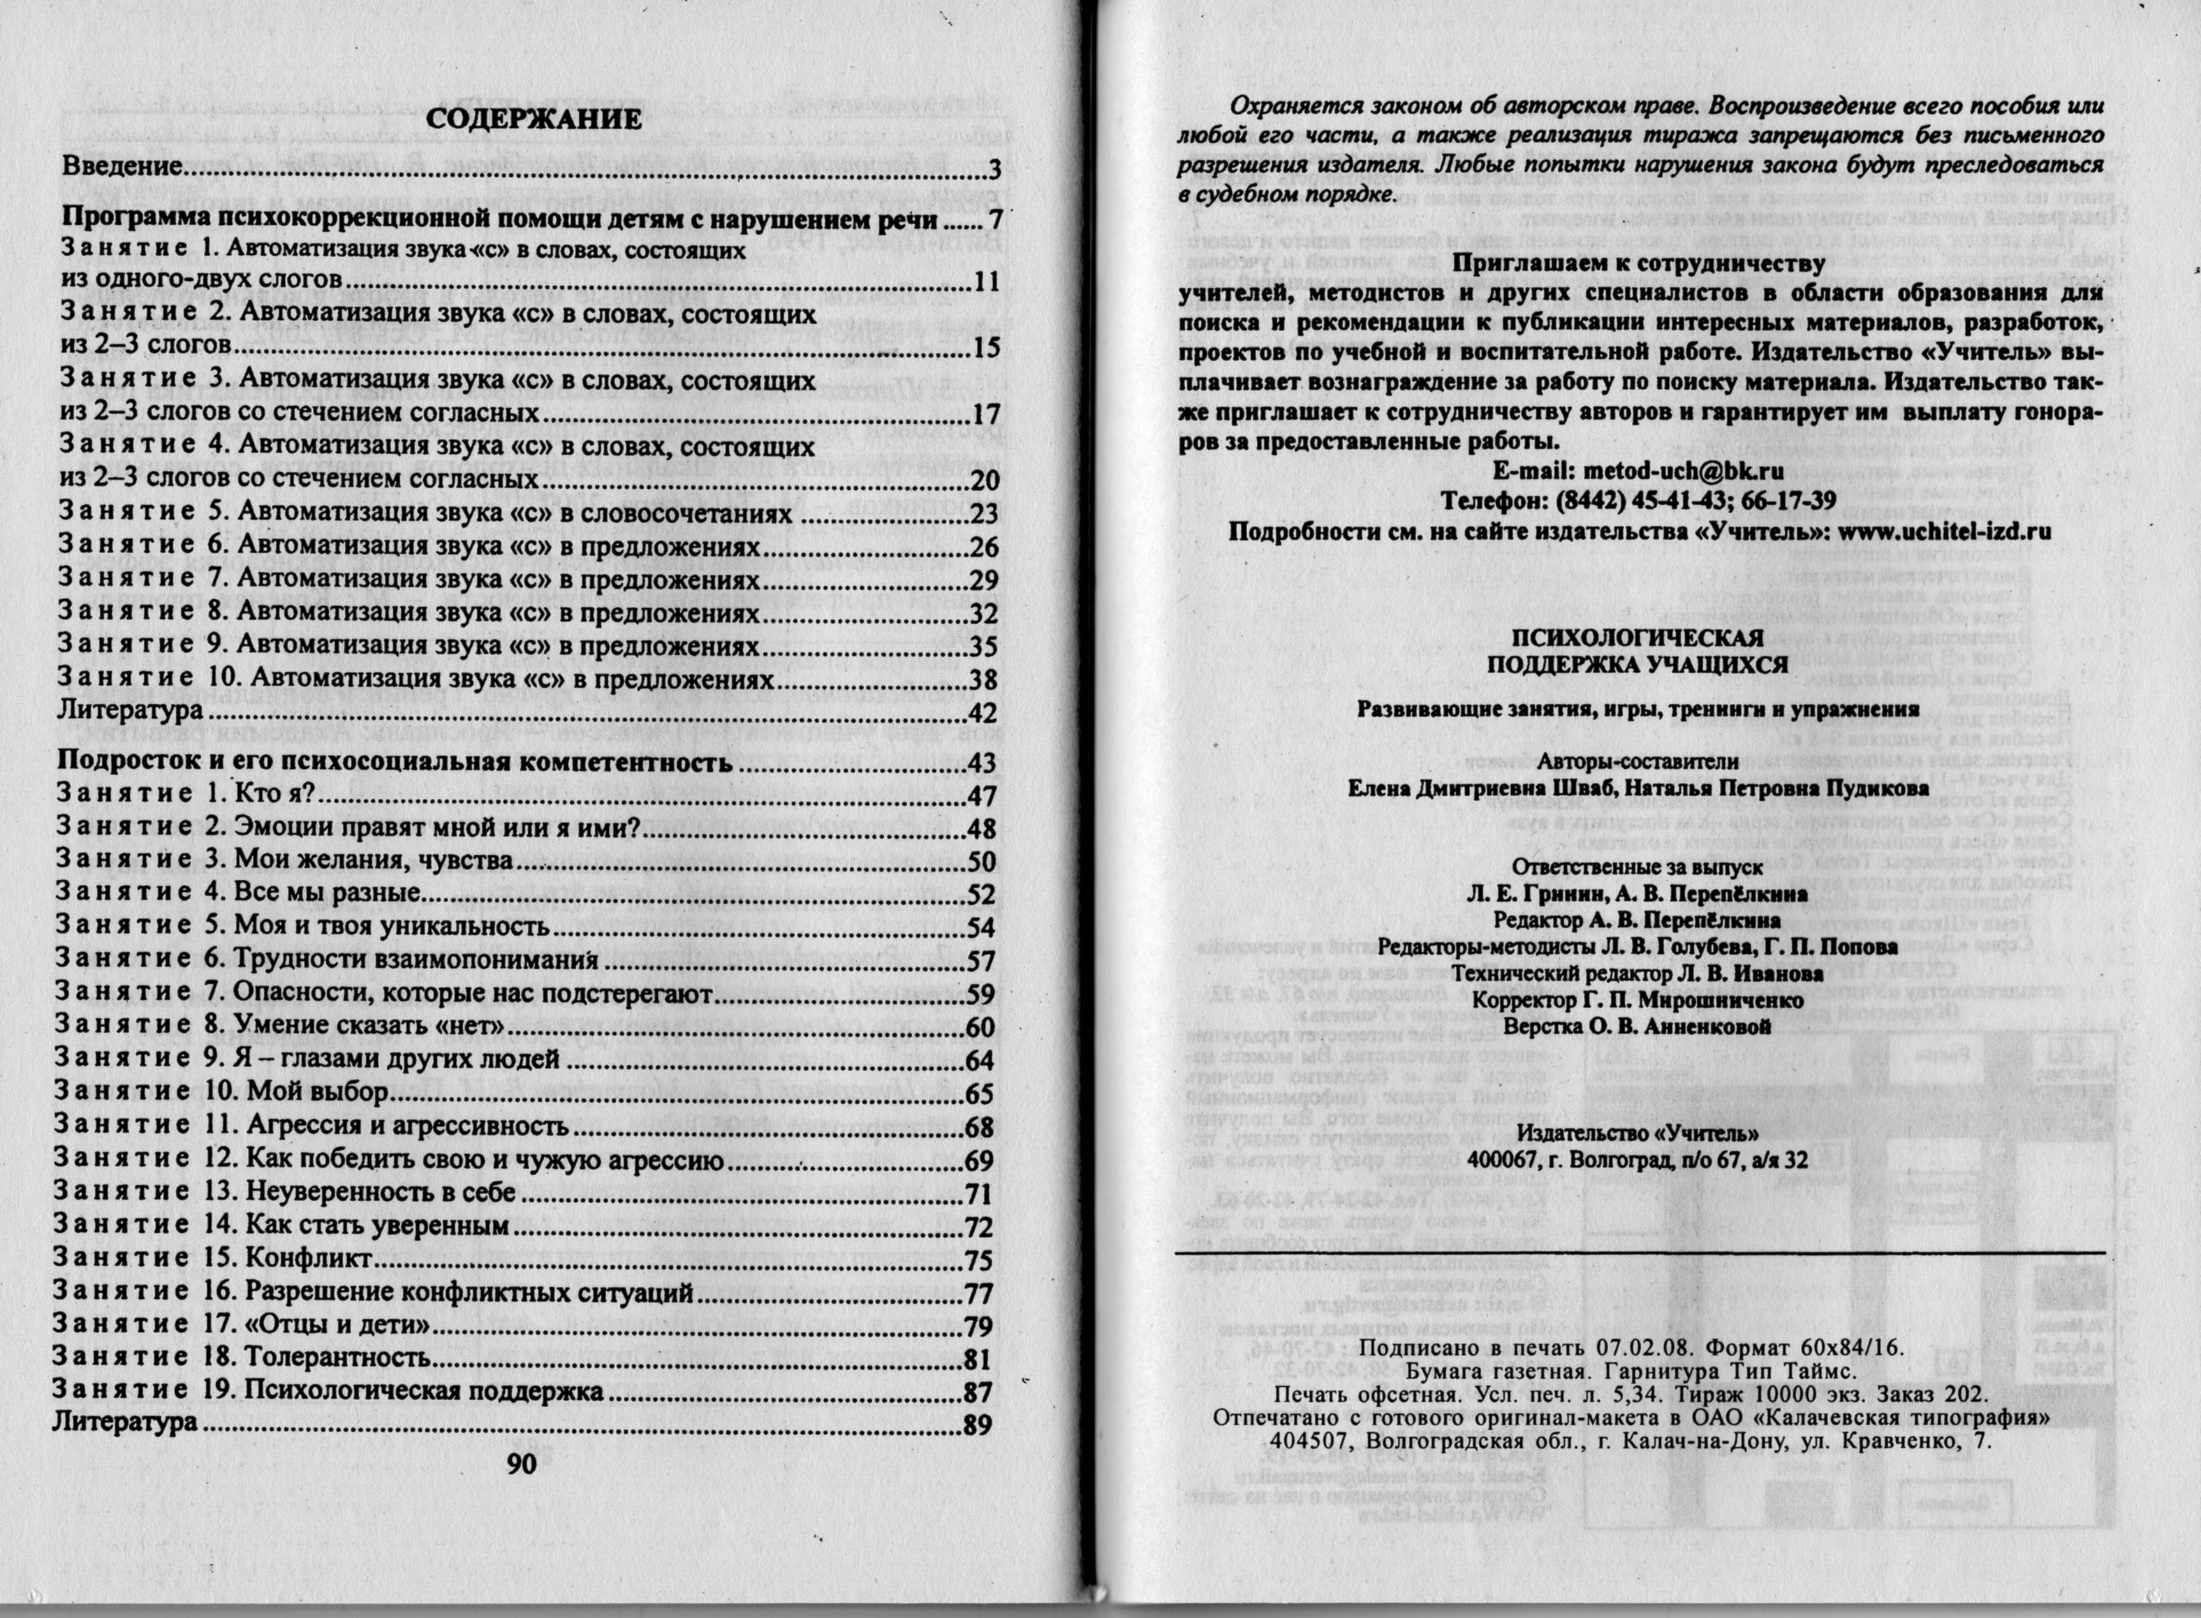 СОДЕРЖАНИЕ
Введение..........3
Программа психокоррекционной помощи детям с нарушением речи ...... 7
Занятие 1. Автоматизация звука «с» в словах, состоящих
из одного-двух слогов..........11
Занятие 2. Автоматизация звука «с» в словах, состоящих
из 2–3 слогов..........15
Занятие 3. Автоматизация звука «с» в словах, состоящих
из 2–3 слогов со стечением согласных..........17
Занятие 4. Автоматизация звука «с» в словах, состоящих
из 2–3 слогов со стечением согласных..........20
Занятие 5. Автоматизация звука «с» в словосочетаниях ..........23
Занятие 6. Автоматизация звука «с» в предложениях..........26
Занятие 7. Автоматизация звука «с» в предложениях..........29
Занятие 8. Автоматизация звука «с» в предложениях..........32
Занятие 9. Автоматизация звука «с» в предложениях..........35
Занятие 10. Автоматизация звука «с» в предложениях..........38
Литература..........42
Подросток и его психосоциальная компетентность..........43
Занятие 1. Кто я?..........47
Занятие 2. Эмоции правят мной или я ими?..........48
Занятие 3. Мои желания, чувства..........50
Занятие 4. Все мы разные..........52
Занятие 5. Моя и твоя уникальность..........54
Занятие 6. Трудности взаимопонимания..........57
Занятие 7. Опасности, которые нас подстерегают..........59
Занятие 8. Умение сказать «нет»..........60
Занятие 9. Я – глазами других людей..........64
Занятие 10. Мой выбор..........65
Занятие 11. Агрессия и агрессивность..........68
Занятие 12. Как победить свою и чужую агрессию..........69
Занятие 13. Неуверенность в себе..........71
Занятие 14. Как стать уверенным..........72
Занятие 15. Конфликт..........75
Занятие 16. Разрешение конфликтных ситуаций..........77
Занятие 17. «Отцы и дети»..........79
Занятие 18. Толерантность..........81
Занятие 19. Психологическая поддержка..........87
Литература..........89
90
Охраняется законом об авторском праве. Воспроизведение всего пособия или
любой его части, а также реализация тиража запрещаются без письменного
разрешения издателя. Любые попытки нарушения закона будут преследоваться
в судебном порядке.
Приглашаем к сотрудничеству
учителей, методистов и других специалистов в области образования для
поиска и рекомендации к публикации интересных материалов, разработок,
проектов по учебной и воспитательной работе. Издательство «Учитель» вы-
плачивает вознаграждение за работу по поиску материала. Издательство так-
же приглашает к сотрудничеству авторов и гарантирует им выплату гонора-
ров за предоставленные работы.
E-mail: metod-uch@bk.ru
Телефон: (8442) 45-41-43; 66-17-39
Подробности см. на сайте издательства «Учитель»: www.uchitel-izd.ru
ПСИХОЛОГИЧЕСКАЯ
ПОДДЕРЖКА УЧАЩИХСЯ
Развивающие занятия, игры, тренинги и упражнения
Авторы-составители
Елена Дмитриевна Шваб, Наталья Петровна Пудикова
Ответственные за выпуск
Л. Е. Гринин, А. В. Перепёлкина
Редактор А. В. Перепёлкина
Редакторы-методисты Л. В. Голубева, Г. П. Попова
Технический редактор Л. В. Иванова
Корректор Г. П. Мирошниченко
Верстка О. В. Анненковой
Издательство «Учитель»
400067, г. Волгоград, п/о 67, а/я 32
Подписано в печать 07.02.08. Формат 60х84/16.
Бумага газетная. Гарнитура Тип Таймс.
Печать офсетная. Усл. печ. л. 5,34. Тираж 10000 экз. Заказ 202.
Отпечатано с готового оригинал-макета в ОАО «Калачевская типография»
404507, Волгоградская обл., г. Калач-на-Дону, ул. Кравченко, 7.